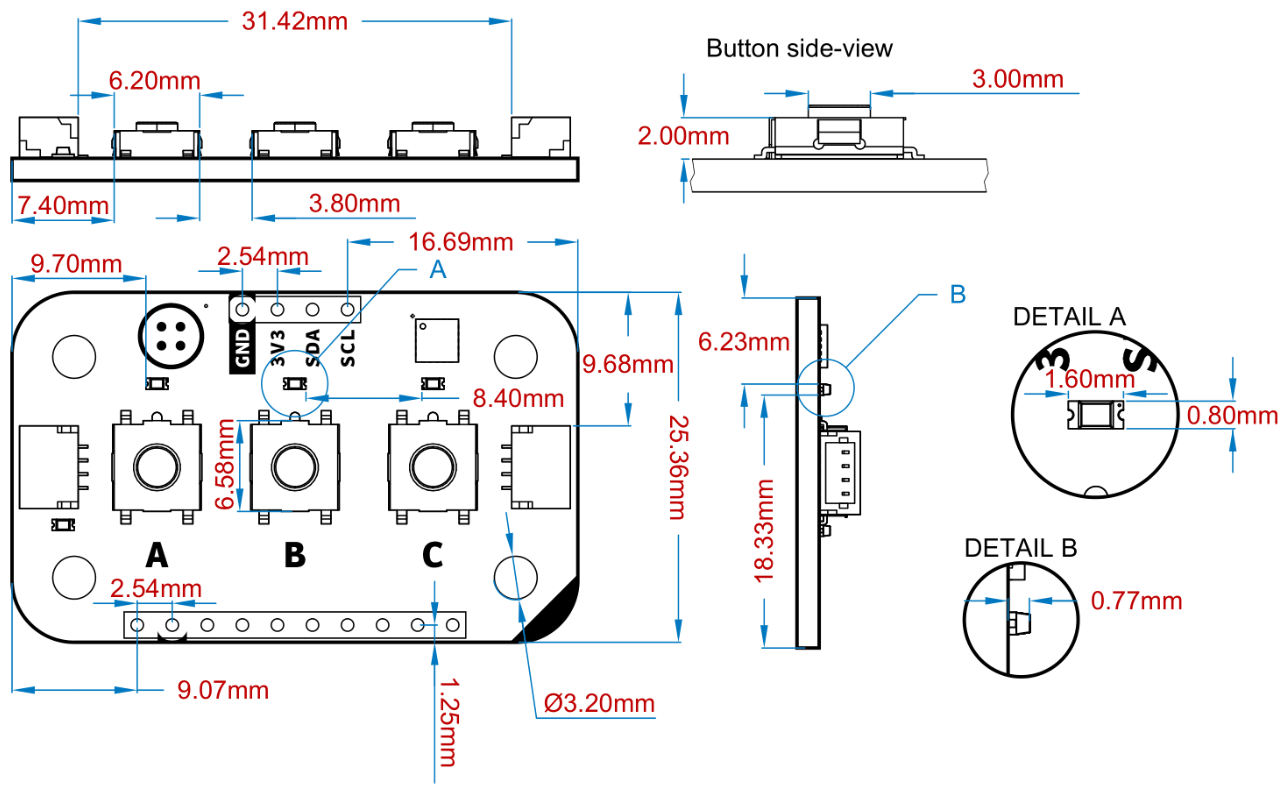 31.42mm
Button side-view
6.20mm
3.00mm
2.00mm
7.40mm
3.80mm
16.69mm
2.54mm
9.70mm
A
B
GND
3V3
SDA
SCL
6.23mm
DETAIL A
3
S
9.68mm
1.60mm
8.40mm
0.80mm
25.36mm
6.58mm
18.33mm
A
B
C
DETAIL B
2.54mm
0.77mm
9.07mm
1.25mm
Ø3.20mm